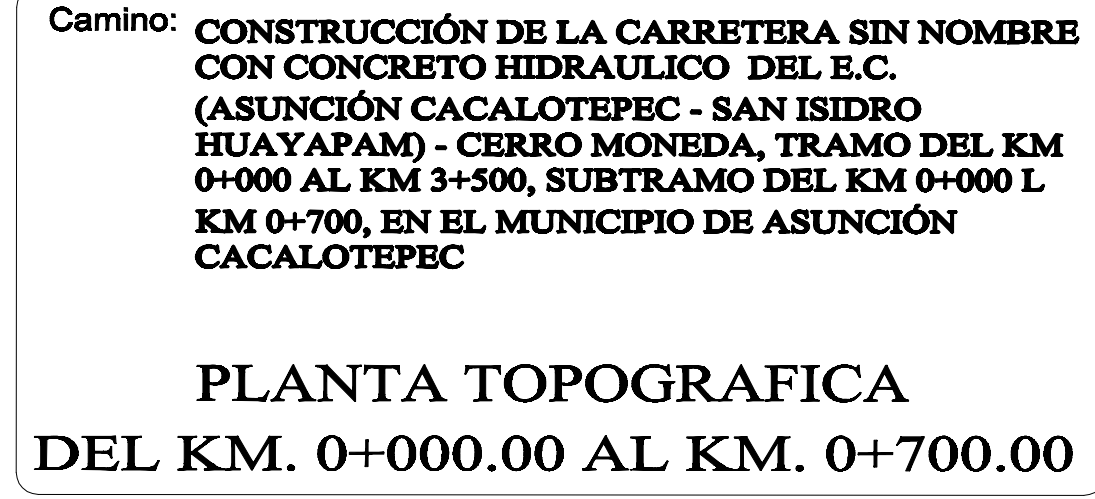 Camino: CONSTRUCCIÓN DE LA CARRETERA SIN NOMBRE
CON CONCRETO HIDRAULICO DEL E.C.
(ASUNCIÓN CACALOTEPEC - SAN ISIDRO
HUAYAPAM) - CERRO MONEDA, TRAMO DEL KM
0+000 AL KM 3+500, SUBTRAMO DEL KM 0+000 L
KM 0+700, EN EL MUNICIPIO DE ASUNCIÓN
CACALOTEPEC
PLANTA TOPOGRAFICA
DEL KM. 0+000.00 AL KM. 0+700.00